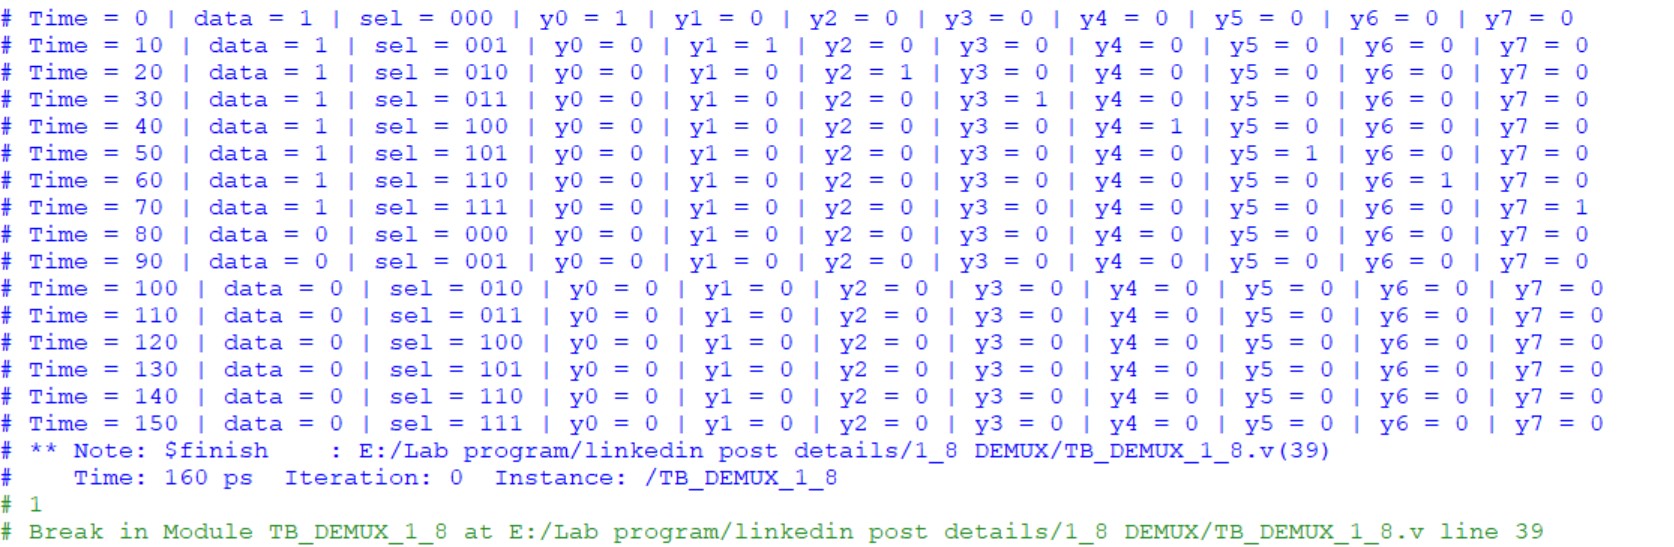 # Time = 0 | data = 1 | sel = 000 | y0 = 1 | y1 = 0 | y2 = 0 | y3 = 0 | y4 = 0 | y5 = 0 | y6 = 0 | y7 = 0
# Time = 10 | data = 1 | sel = 001 | y0 = 0 | y1 = 1 | y2 = 0 | y3 = 0 | y4 = 0 | y5 = 0 | y6 = 0 | y7 = 0
# Time = 20 | data = 1 | sel = 010 | y0 = 0 | y1 = 0 | y2 = 1 | y3 = 0 | y4 = 0 | y5 = 0 | y6 = 0 | y7 = 0
# Time = 30 | data = 1 | sel = 011 | y0 = 0 | y1 = 0 | y2 = 0 | y3 = 1 | y4 = 0 | y5 = 0 | y6 = 0 | y7 = 0
# Time = 40 | data = 1 | sel = 100 | y0 = 0 | y1 = 0 | y2 = 0 | y3 = 0 | y4 = 1 | y5 = 0 | y6 = 0 | y7 = 0
# Time = 50 | data = 1 | sel = 101 | y0 = 0 | y1 = 0 | y2 = 0 | y3 = 0 | y4 = 0 | y5 = 1 | y6 = 0 | y7 = 0
# Time = 60 | data = 1 | sel = 110 | y0 = 0 | y1 = 0 | y2 = 0 | y3 = 0 | y4 = 0 | y5 = 0 | y6 = 1 | y7 = 0
# Time = 70 | data = 1 | sel = 111 | y0 = 0 | y1 = 0 | y2 = 0 | y3 = 0 | y4 = 0 | y5 = 0 | y6 = 0 | y7 = 1
# Time = 80 | data = 0 | sel = 000 | y0 = 0 | y1 = 0 | y2 = 0 | y3 = 0 | y4 = 0 | y5 = 0 | y6 = 0 | y7 = 0
# Time = 90 | data = 0 | sel = 001 | y0 = 0 | y1 = 0 | y2 = 0 | y3 = 0 | y4 = 0 | y5 = 0 | y6 = 0 | y7 = 0
# Time = 100 | data = 0 | sel = 010 | y0 = 0 | y1 = 0 | y2 = 0 | y3 = 0 | y4 = 0 | y5 = 0 | y6 = 0 | y7 = 0
# Time = 110 | data = 0 | sel = 011 | y0 = 0 | y1 = 0 | y2 = 0 | y3 = 0 | y4 = 0 | y5 = 0 | y6 = 0 | y7 = 0
# Time = 120 | data = 0 | sel = 100 | y0 = 0 | y1 = 0 | y2 = 0 | y3 = 0 | y4 = 0 | y5 = 0 | y6 = 0 | y7 = 0
# Time = 130 | data = 0 | sel = 101 | y0 = 0 | y1 = 0 | y2 = 0 | y3 = 0 | y4 = 0 | y5 = 0 | y6 = 0 | y7 = 0
# Time = 140 | data = 0 | sel = 110 | y0 = 0 | y1 = 0 | y2 = 0 | y3 = 0 | y4 = 0 | y5 = 0 | y6 = 0 | y7 = 0
# Time = 150 | data = 0 | sel = 111 | y0 = 0 | y1 = 0 | y2 = 0 | y3 = 0 | y4 = 0 | y5 = 0 | y6 = 0 | y7 = 0
# ** Note: $finish    : E:/Lab program/linkedin post details/1_8 DEMUX/TB_DEMUX_1_8.v(39)
#    Time: 160 ps  Iteration: 0  Instance: /TB_DEMUX_1_8
# 1
# Break in Module TB_DEMUX_1_8 at E:/Lab program/linkedin post details/1_8 DEMUX/TB_DEMUX_1_8.v line 39